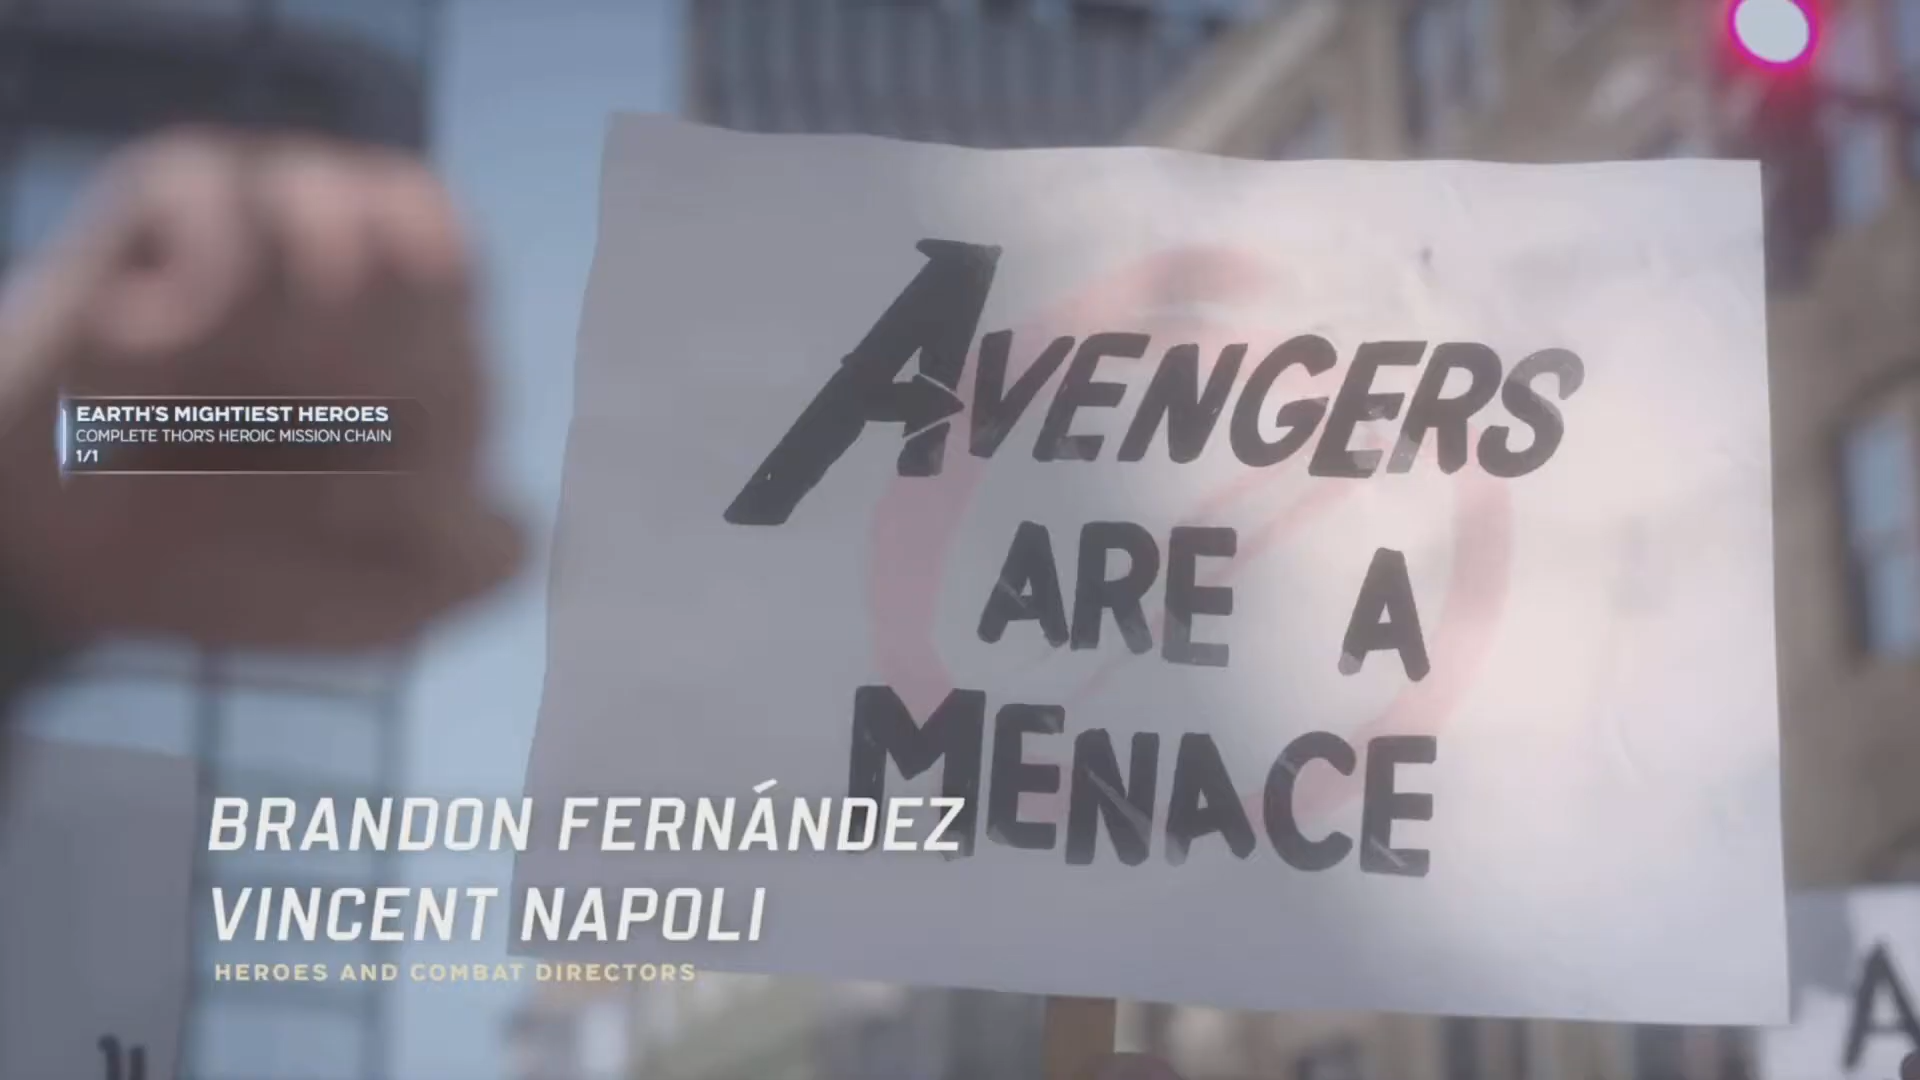 AVENGERS
ARE A
MENACE
EARTH'S MIGHTIEST HEROES
COMPLETE THOR'S HEROIC MISSION CHAIN
1/1
BRANDON FERNÁNDEZ
VINCENT NAPOLI
HEROES AND COMBAT DIRECTORS
A